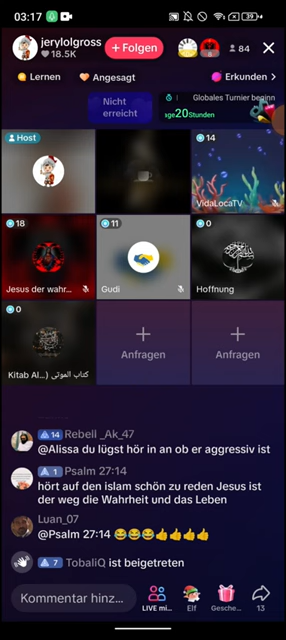 03:17
39
jerylolgross
18.5K
+ Folgen
84
Lernen
Angesagt
Erkunden >
Nicht
erreicht
Globales Turnier beginn
age20Stunden
Host
14
VidaLocaTV
18
Jesus der wahr...
11
Gudi
0
Hoffnung
0
Kitab Al...) كتاب الموتى
Anfragen
Anfragen
14 Rebell _Ak_47
@Alissa du lügst hör in an ob er aggressiv ist
1 Psalm 27:14
hört auf den islam schön zu reden Jesus ist
der weg die Wahrheit und das Leben
Luan_07
@Psalm 27:14 😂😂😂👍👍👍👍
7 TobaliQ ist beigetreten
Kommentar hinz...
LIVE mi...
Elf
Gesche...
13